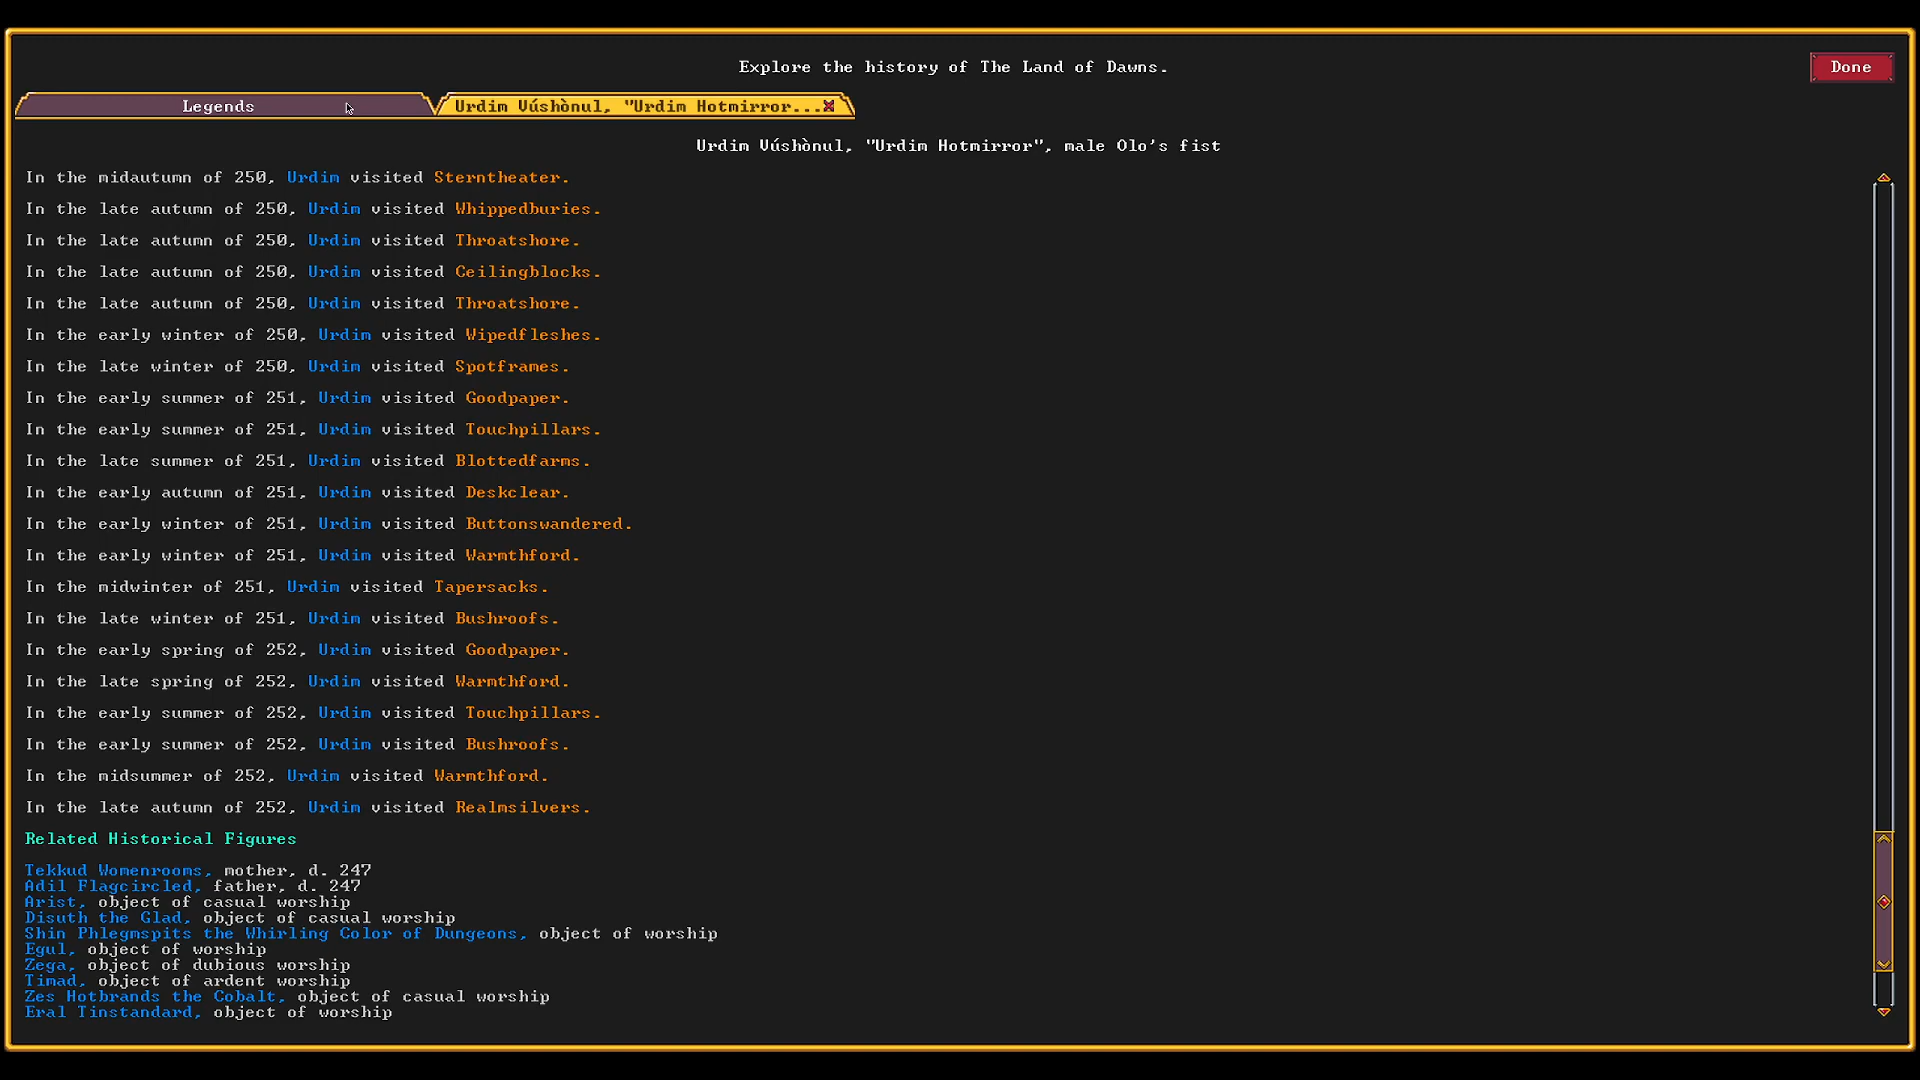 Explore the history of The Land of Dawns.
Done
Legends
Urdim Vúshònul, "Urdim Hotmirror...
Urdim Vúshònul, "Urdim Hotmirror", male Olo's fist
In the midautumn of 250, Urdim visited Sterntheater.
In the late autumn of 250, Urdim visited Whippedburies.
In the late autumn of 250, Urdim visited Throatshore.
In the late autumn of 250, Urdim visited Ceilingblocks.
In the late autumn of 250, Urdim visited Throatshore.
In the early winter of 250, Urdim visited Wipedfleshes.
In the late winter of 250, Urdim visited Spotframes.
In the early summer of 251, Urdim visited Goodpaper.
In the early summer of 251, Urdim visited Touchpillars.
In the late summer of 251, Urdim visited Blottedfarms.
In the early autumn of 251, Urdim visited Deskclear.
In the early winter of 251, Urdim visited Buttonswandered.
In the early winter of 251, Urdim visited Warmthford.
In the midwinter of 251, Urdim visited Tapersacks.
In the late winter of 251, Urdim visited Bushroofs.
In the early spring of 252, Urdim visited Goodpaper.
In the late spring of 252, Urdim visited Warmthford.
In the early summer of 252, Urdim visited Touchpillars.
In the early summer of 252, Urdim visited Bushroofs.
In the midsummer of 252, Urdim visited Warmthford.
In the late autumn of 252, Urdim visited Realmsilvers.
Related Historical Figures
Tekkud Womenrooms, mother, d. 247
Adil Flagcircled, father, d. 247
Arist, object of casual worship
Disuth the Glad, object of casual worship
Shin Phlegmspits the Whirling Color of Dungeons, object of worship
Egul, object of worship
Zega, object of dubious worship
Timad, object of ardent worship
Zes Hotbrands the Cobalt, object of casual worship
Eral Tinstandard, object of worship